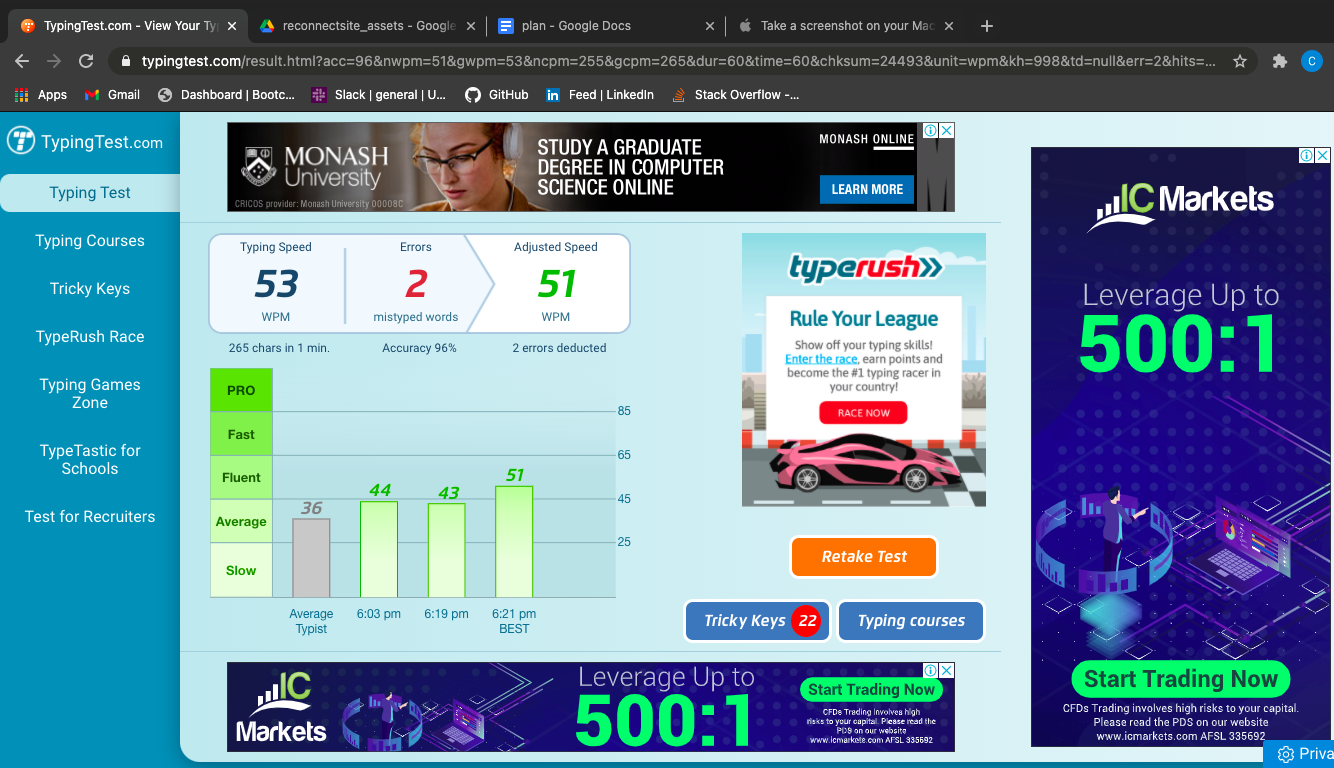 TypingTest.com - View Your Ty
reconnectsite_assets - Google
plan - Google Docs
Take a screenshot on your Mac
typingtest.com/result.html?acc=96&nwpm=51&gwpm=53&ncpm=255&gcpm=265&dur=60&time=60&chksum=24493&unit=wpm&kh=998&td=null&err=2&hits=...
C
Apps
Gmail
Dashboard | Bootc...
Slack | general | U...
GitHub
Feed | LinkedIn
Stack Overflow -...
TypingTest.com
Typing Test
Typing Courses
Tricky Keys
TypeRush Race
Typing Games
Zone
TypeTastic for
Schools
Test for Recruiters
MONASH
University
CRICOS provider: Monash University 00008C
STUDY A GRADUATE
DEGREE IN COMPUTER
SCIENCE ONLINE
MONASH ONLINE
LEARN MORE
Typing Speed
53
WPM
265 chars in 1 min.
Errors
2
mistyped words
Accuracy 96%
Adjusted Speed
51
WPM
2 errors deducted
PRO
Fast
Fluent
Average
Slow
85
65
45
25
36
44
43
51
Average
Typist
6:03 pm
6:19 pm
6:21 pm
BEST
typerush
Rule Your League
Show off your typing skills!
Enter the race, earn points and
become the #1 typing racer in
your country!
RACE NOW
Retake Test
Tricky Keys 22
Typing courses
IC
Markets
Leverage Up to
500:1
Start Trading Now
CFDs Trading involves high
risks to your capital. Please read the
PDS on our website
www.icmarkets.com AFSL 335692
IC Markets
Leverage Up to
500:1
Start Trading Now
CFDs Trading involves high risks to your capital.
Please read the PDS on our website
www.icmarkets.com AFSL 335692
Priva